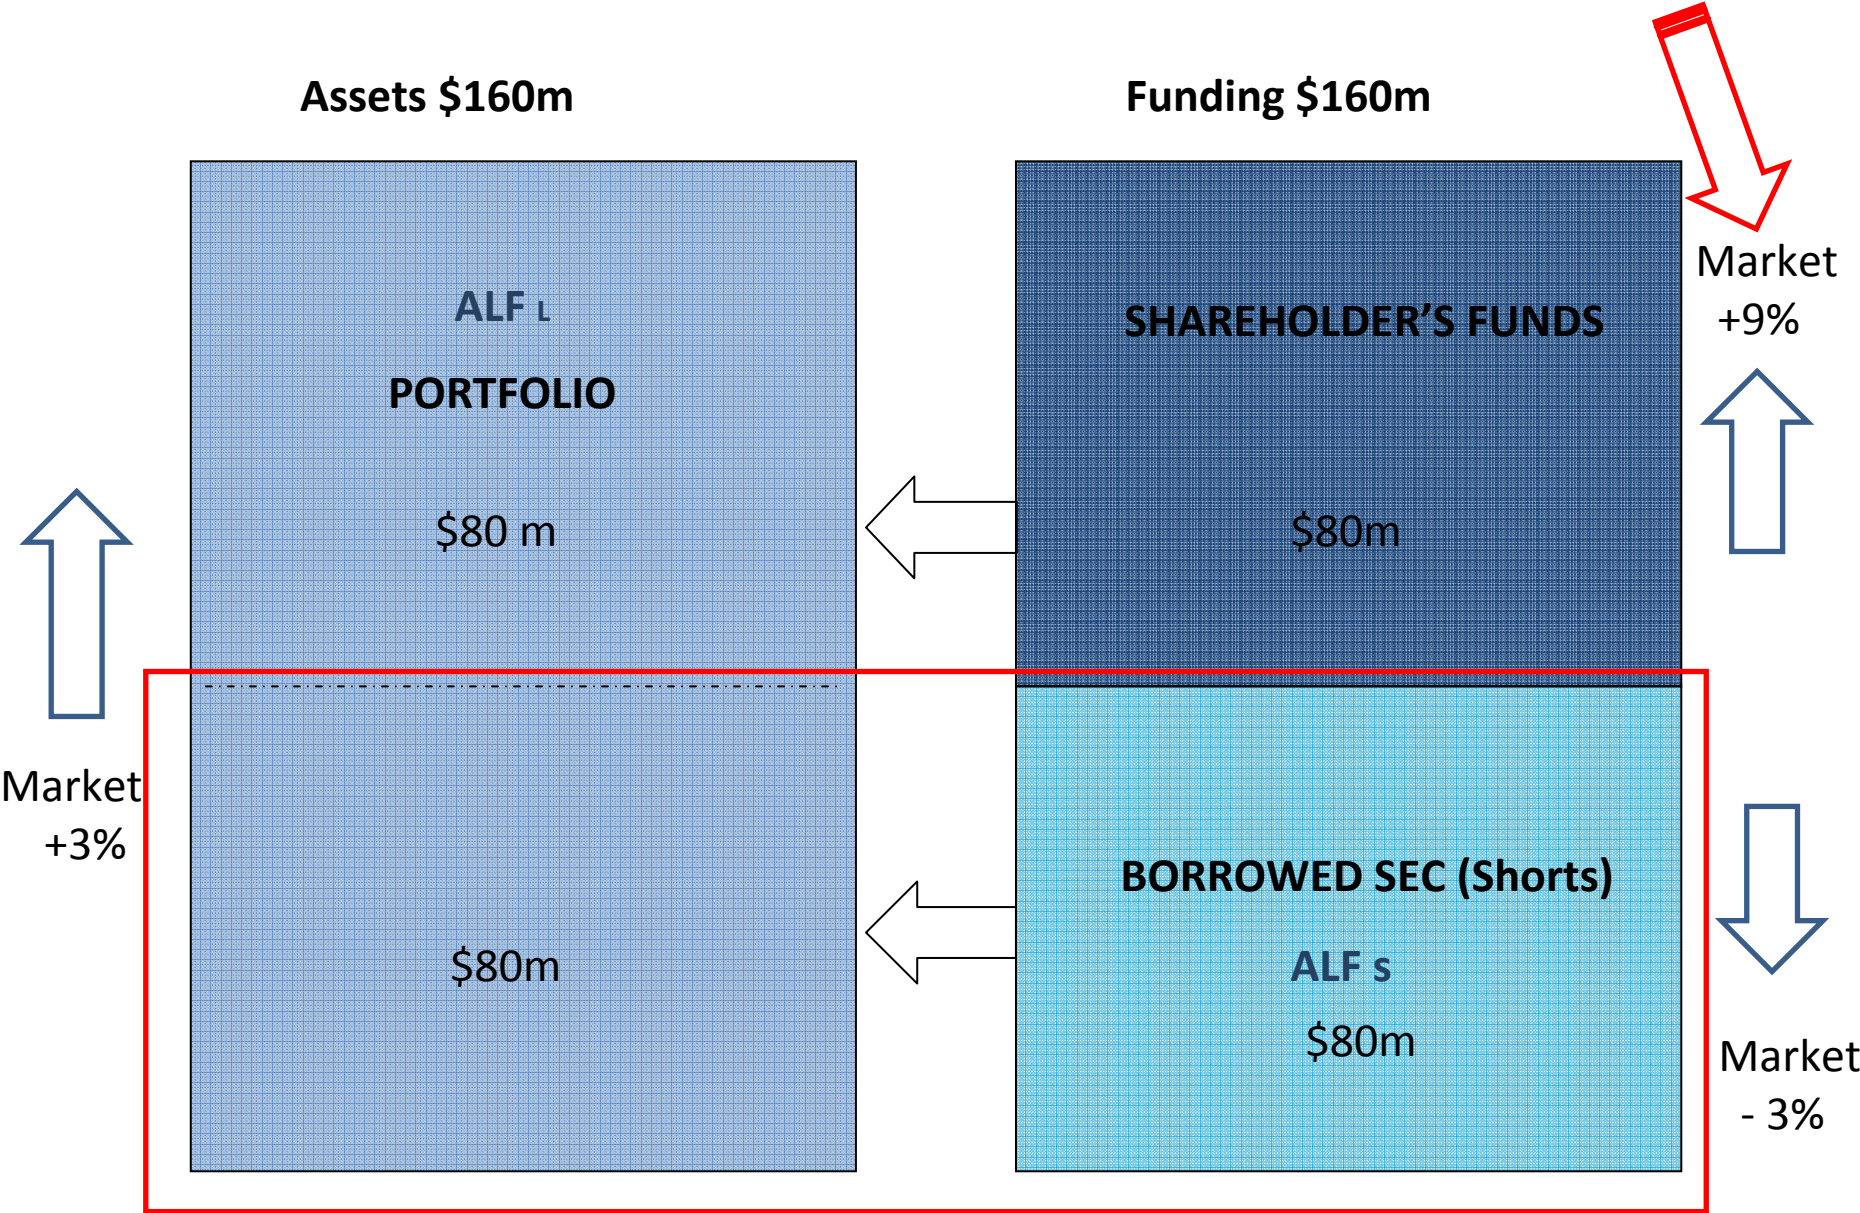 Assets $160m
Funding $160m
ALF L
PORTFOLIO
$80 m
SHAREHOLDER’S FUNDS
$80m
Market
+9%
Market
+3%
$80m
BORROWED SEC (Shorts)
ALF s
$80m
Market
- 3%